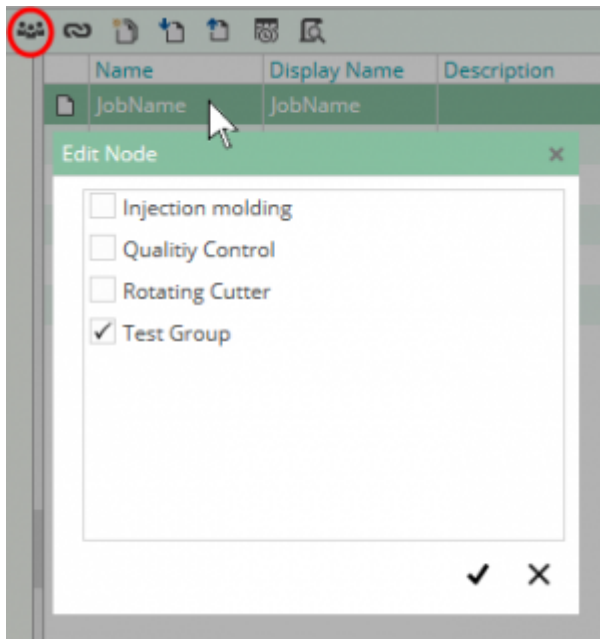 Name Display Name Description
JobName JobName
Edit Node
Injection molding
Qualitiy Control
Rotating Cutter
Test Group